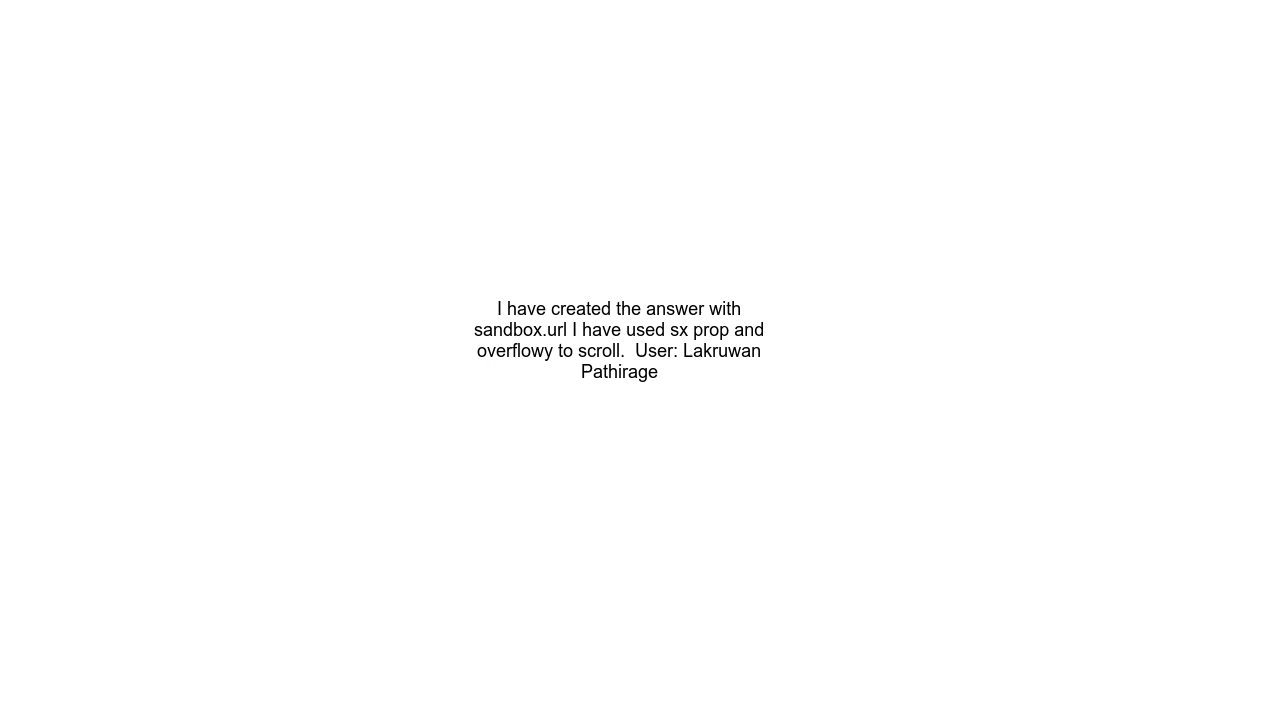 I have created the answer with
sandbox.url I have used sx prop and
overflowy to scroll.  User: Lakruwan
Pathirage